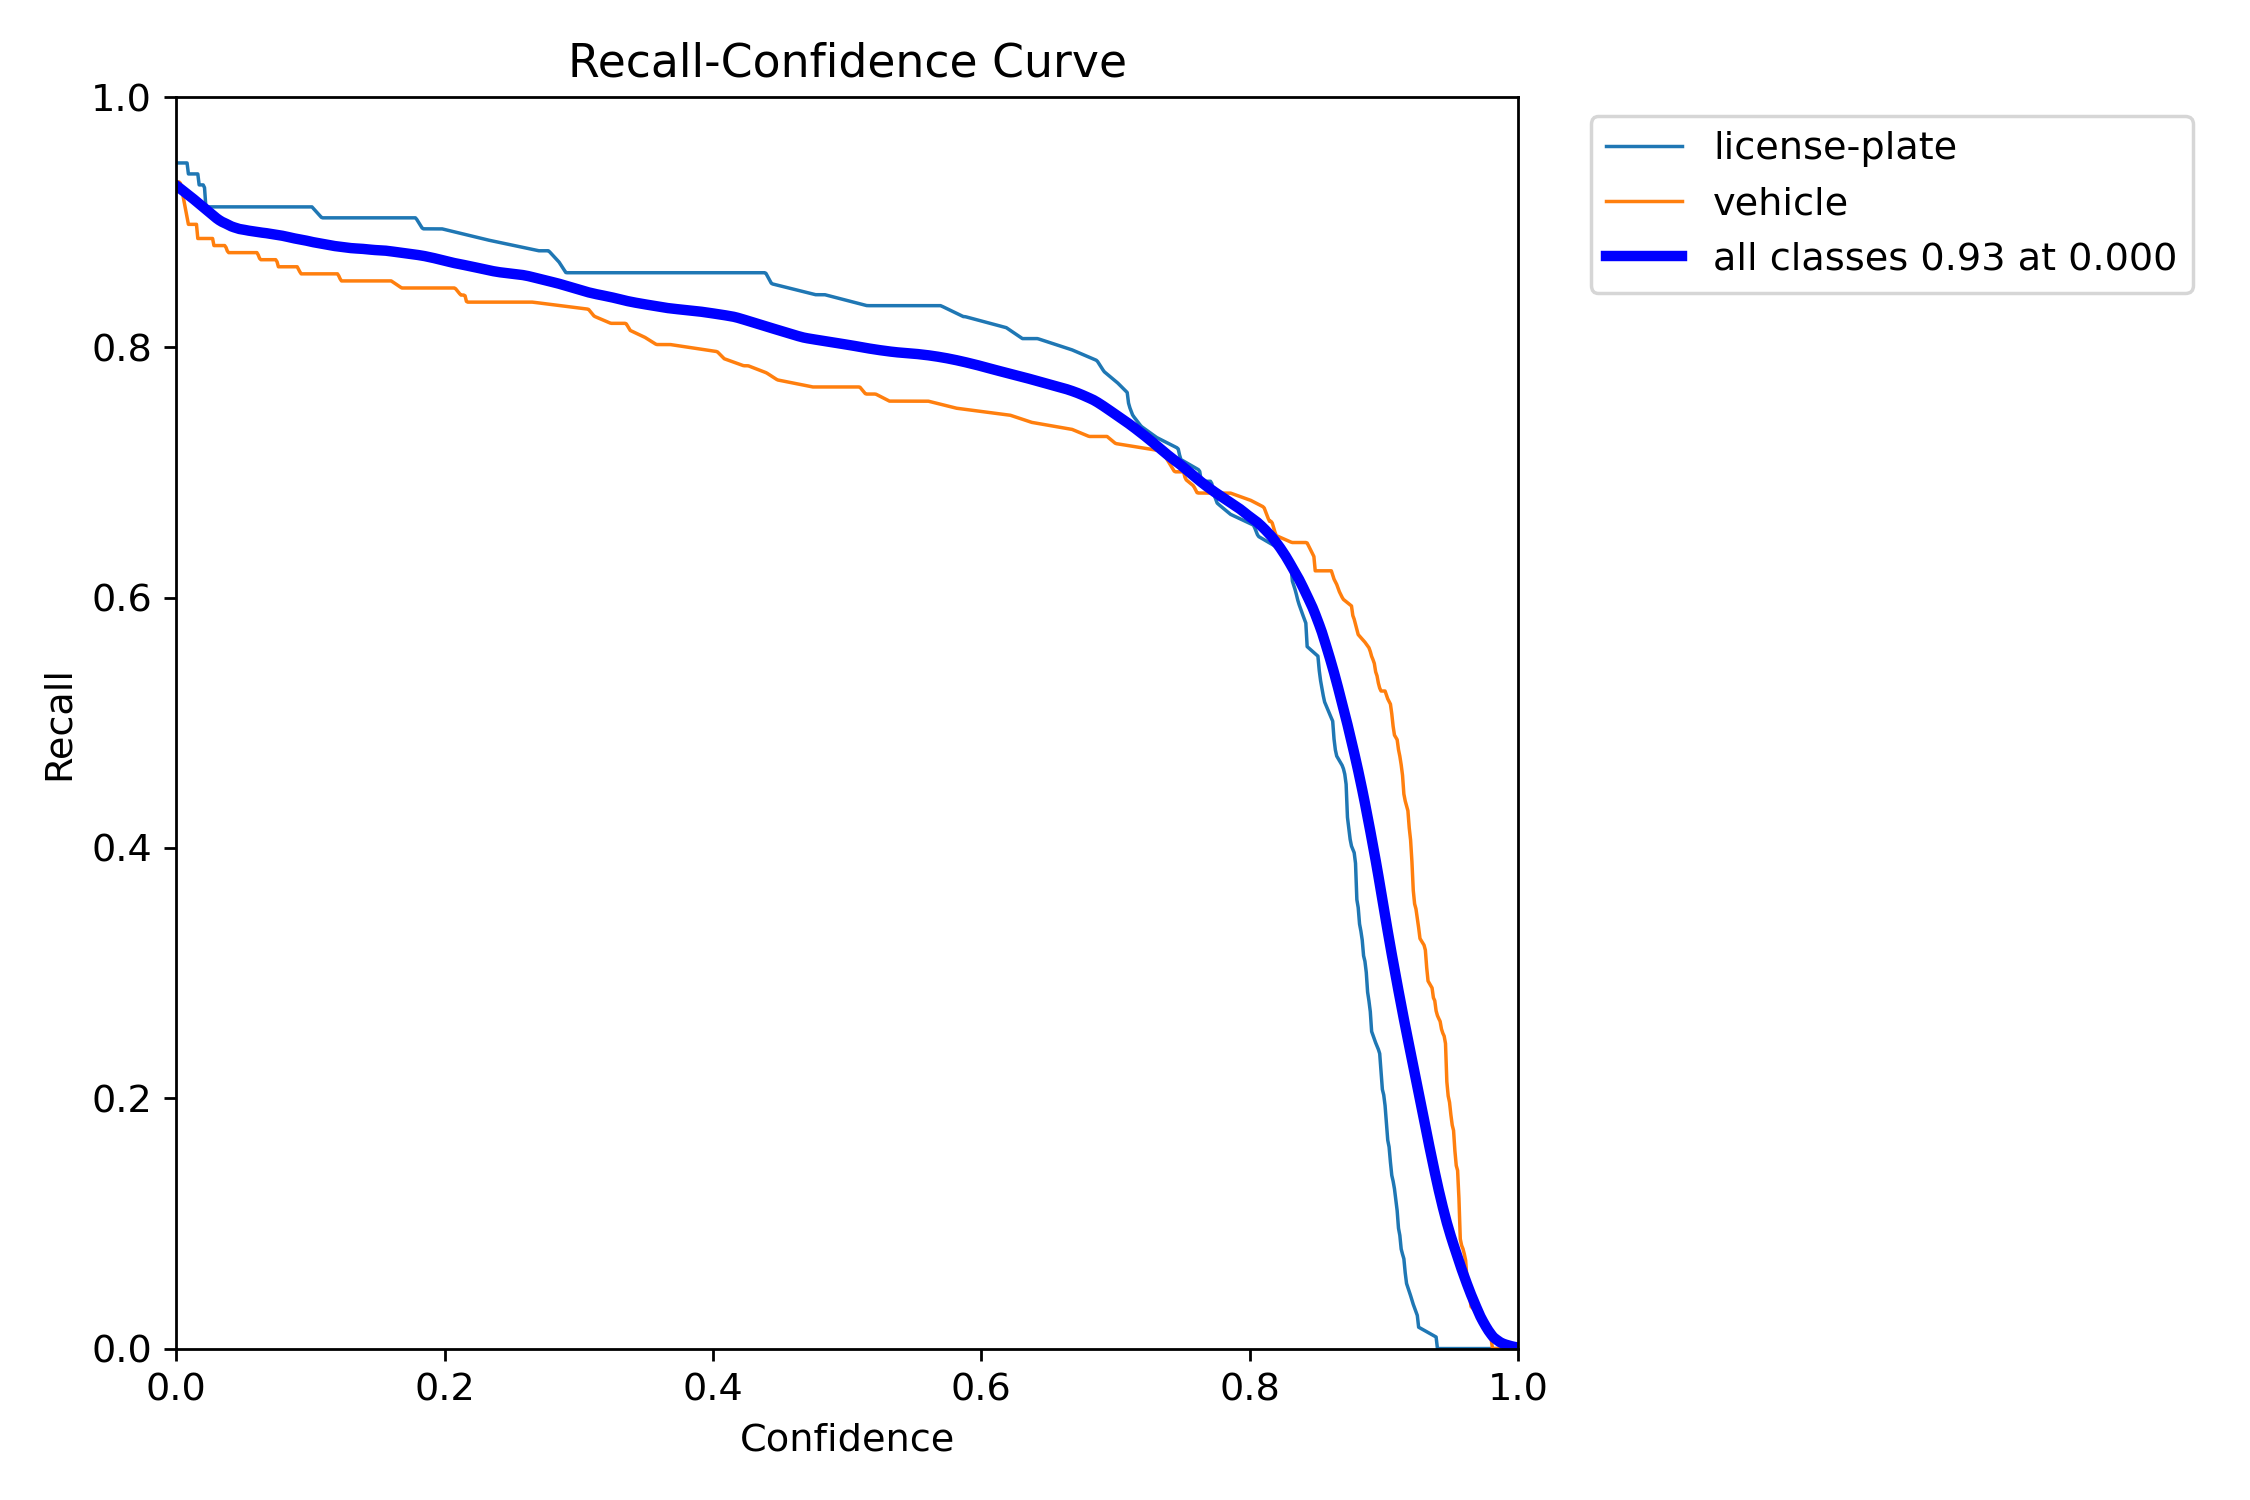 Recall-Confidence Curve
1.0
0.8
0.6
0.4
0.2
0.0
Recall
0.0 0.2 0.4 0.6 0.8 1.0
Confidence
license-plate
vehicle
all classes 0.93 at 0.000